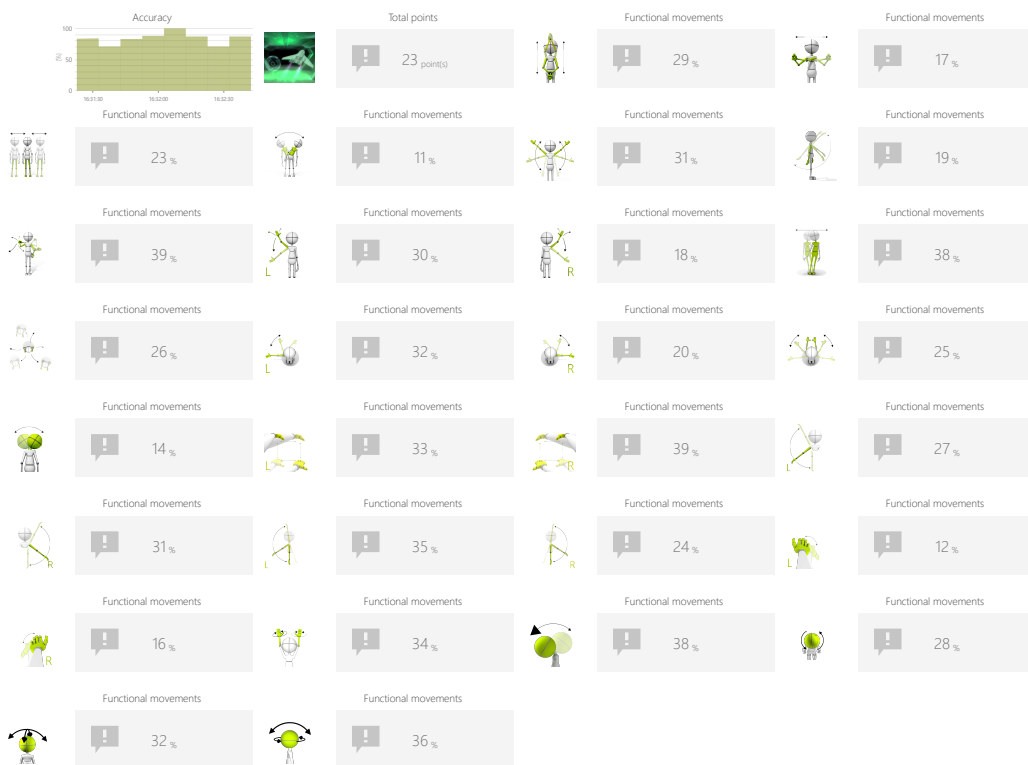 Accuracy
Total points
Functional movements
Functional movements
100
[%]
50
0
16:31:30
16:32:00
16:32:30
23 point(s)
29 %
17 %
Functional movements
Functional movements
Functional movements
Functional movements
23 %
11 %
31 %
19 %
Functional movements
Functional movements
Functional movements
Functional movements
39 %
L
30 %
R
18 %
38 %
Functional movements
Functional movements
Functional movements
Functional movements
26 %
L
32 %
R
20 %
25 %
Functional movements
Functional movements
Functional movements
Functional movements
14 %
L
33 %
R
39 %
L
27 %
Functional movements
Functional movements
Functional movements
Functional movements
R
31 %
L
35 %
R
24 %
L
12 %
Functional movements
Functional movements
Functional movements
Functional movements
R
16 %
34 %
38 %
28 %
Functional movements
Functional movements
32 %
36 %